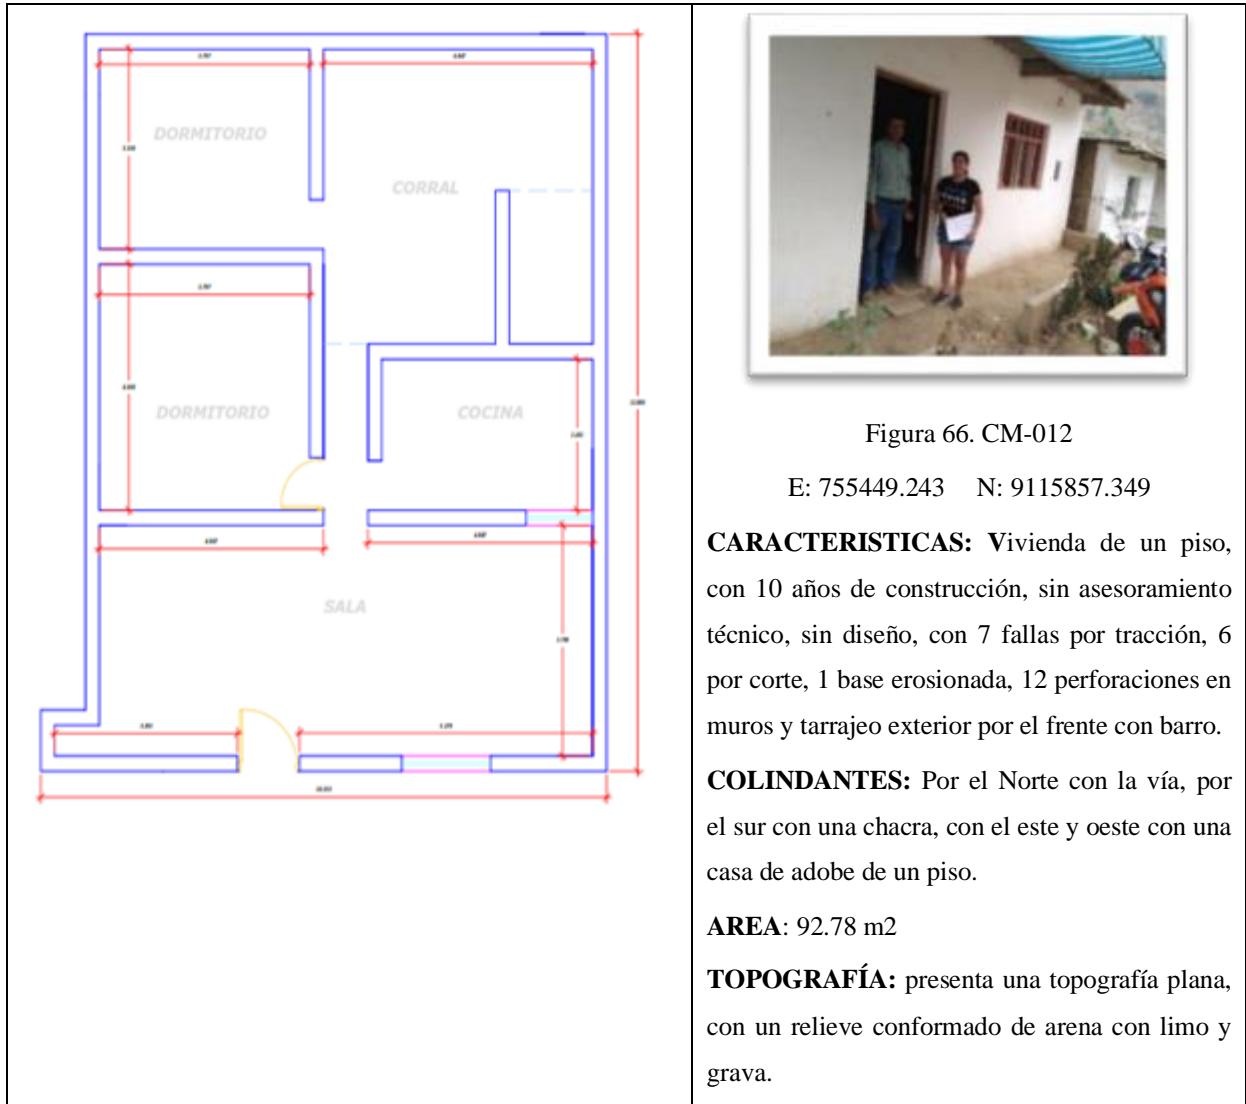 DORMITORIO
CORRAL
DORMITORIO
COCINA
SALA
Figura 66. CM-012
E: 755449.243 N: 9115857.349
CARACTERISTICAS: Vivienda de un piso,
con 10 años de construcción, sin asesoramiento
técnico, sin diseño, con 7 fallas por tracción, 6
por corte, 1 base erosionada, 12 perforaciones en
muros y tarrajeo exterior por el frente con barro.
COLINDANTES: Por el Norte con la vía, por
el sur con una chacra, con el este y oeste con una
casa de adobe de un piso.
AREA: 92.78 m2
TOPOGRAFÍA: presenta una topografía plana,
con un relieve conformado de arena con limo y
grava.